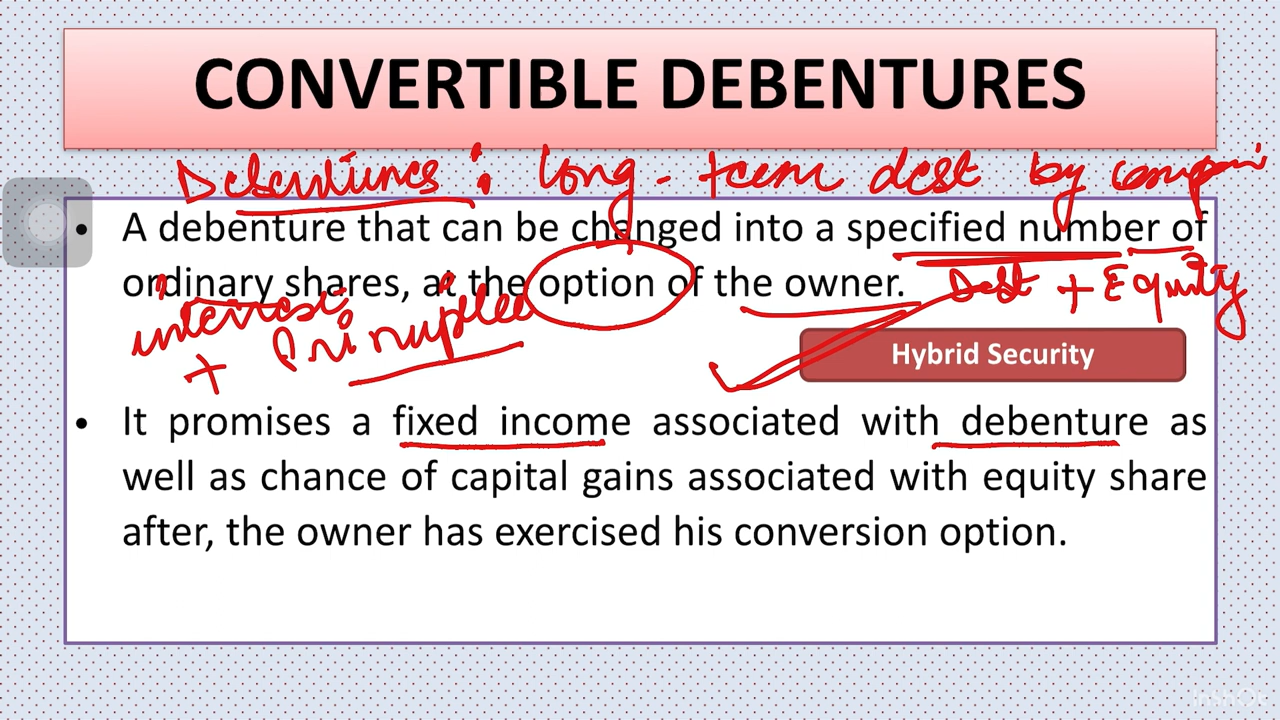 CONVERTIBLE DEBENTURES
Debentures : long - term debt by compani
• A debenture that can be changed into a specified number of
ordinary shares, at the option of the owner.
Debt + Equity
interest
+ Principle
Hybrid Security
• It promises a fixed income associated with debenture as
well as chance of capital gains associated with equity share
after, the owner has exercised his conversion option.